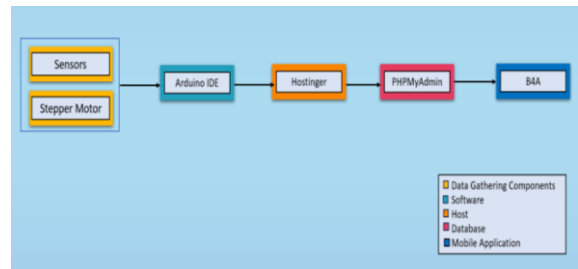 Sensors
Stepper Motor
Arduino IDE
Hostinger
PHPMyAdmin
B4A
Data Gathering Components
Software
Host
Database
Mobile Application